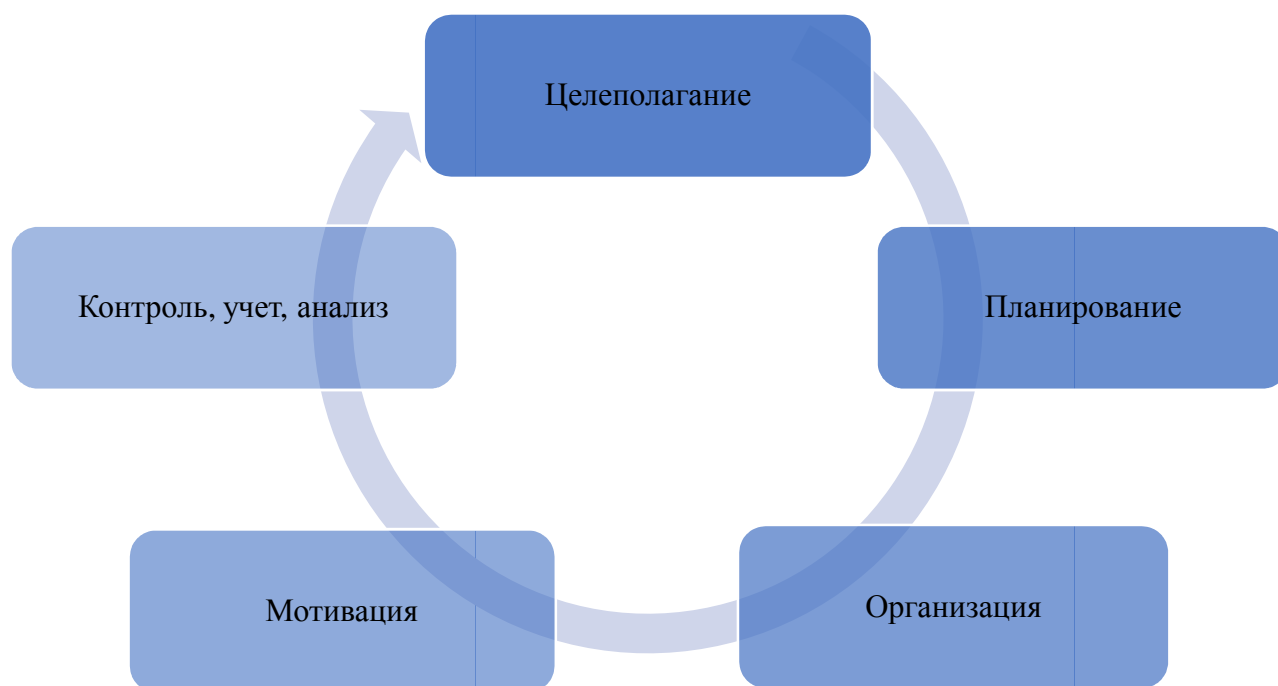 Целеполагание
Планирование
Организация
Мотивация
Контроль, учет, анализ